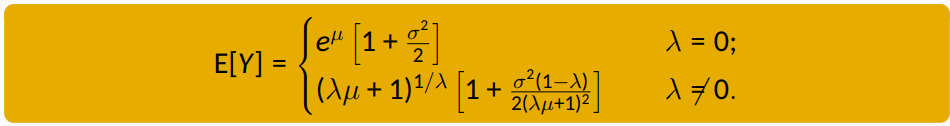 E[Y] = { e^μ [1 + σ²/2] λ = 0;
(λμ + 1)^{1/λ} [1 + σ²(1−λ)/2(λμ+1)²] λ ≠ 0.